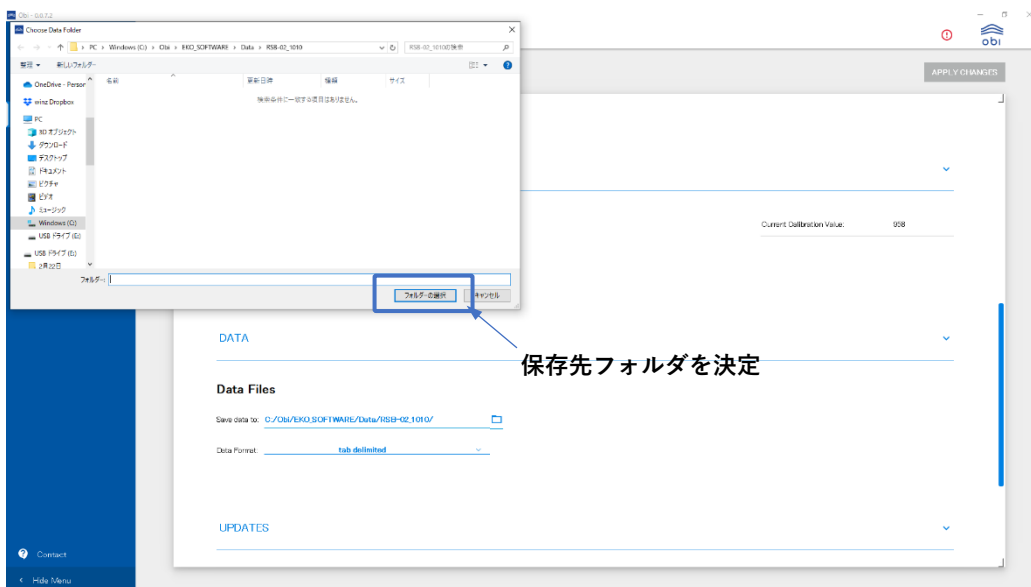 Obi - 0.0.7.2
Choose Data Folder
PC > Windows (C:) > Obi > EKO_SOFTWARE > Data > RSB-02_1010
RSB-02_1010の検索
整理 新しいフォルダー
名前 更新日時 種類 サイズ
検索条件に一致する項目はありません。
OneDrive - Person
winz Dropbox
PC
3D オブジェクト
ダウンロード
デスクトップ
ドキュメント
ピクチャ
ビデオ
ミュージック
Windows (C:)
USB ドライブ (E:)
USB ドライブ (E:)
2月22日
フォルダー:
フォルダーの選択 キャンセル
obi
APPLY CHANGES
Current Calibration Value: 958
DATA
保存先フォルダを決定
Data Files
Save data to: C:/Obi/EKO_SOFTWARE/Data/RSB-02_1010/
Data Format: tab delimited
UPDATES
Contact
< Hide Menu